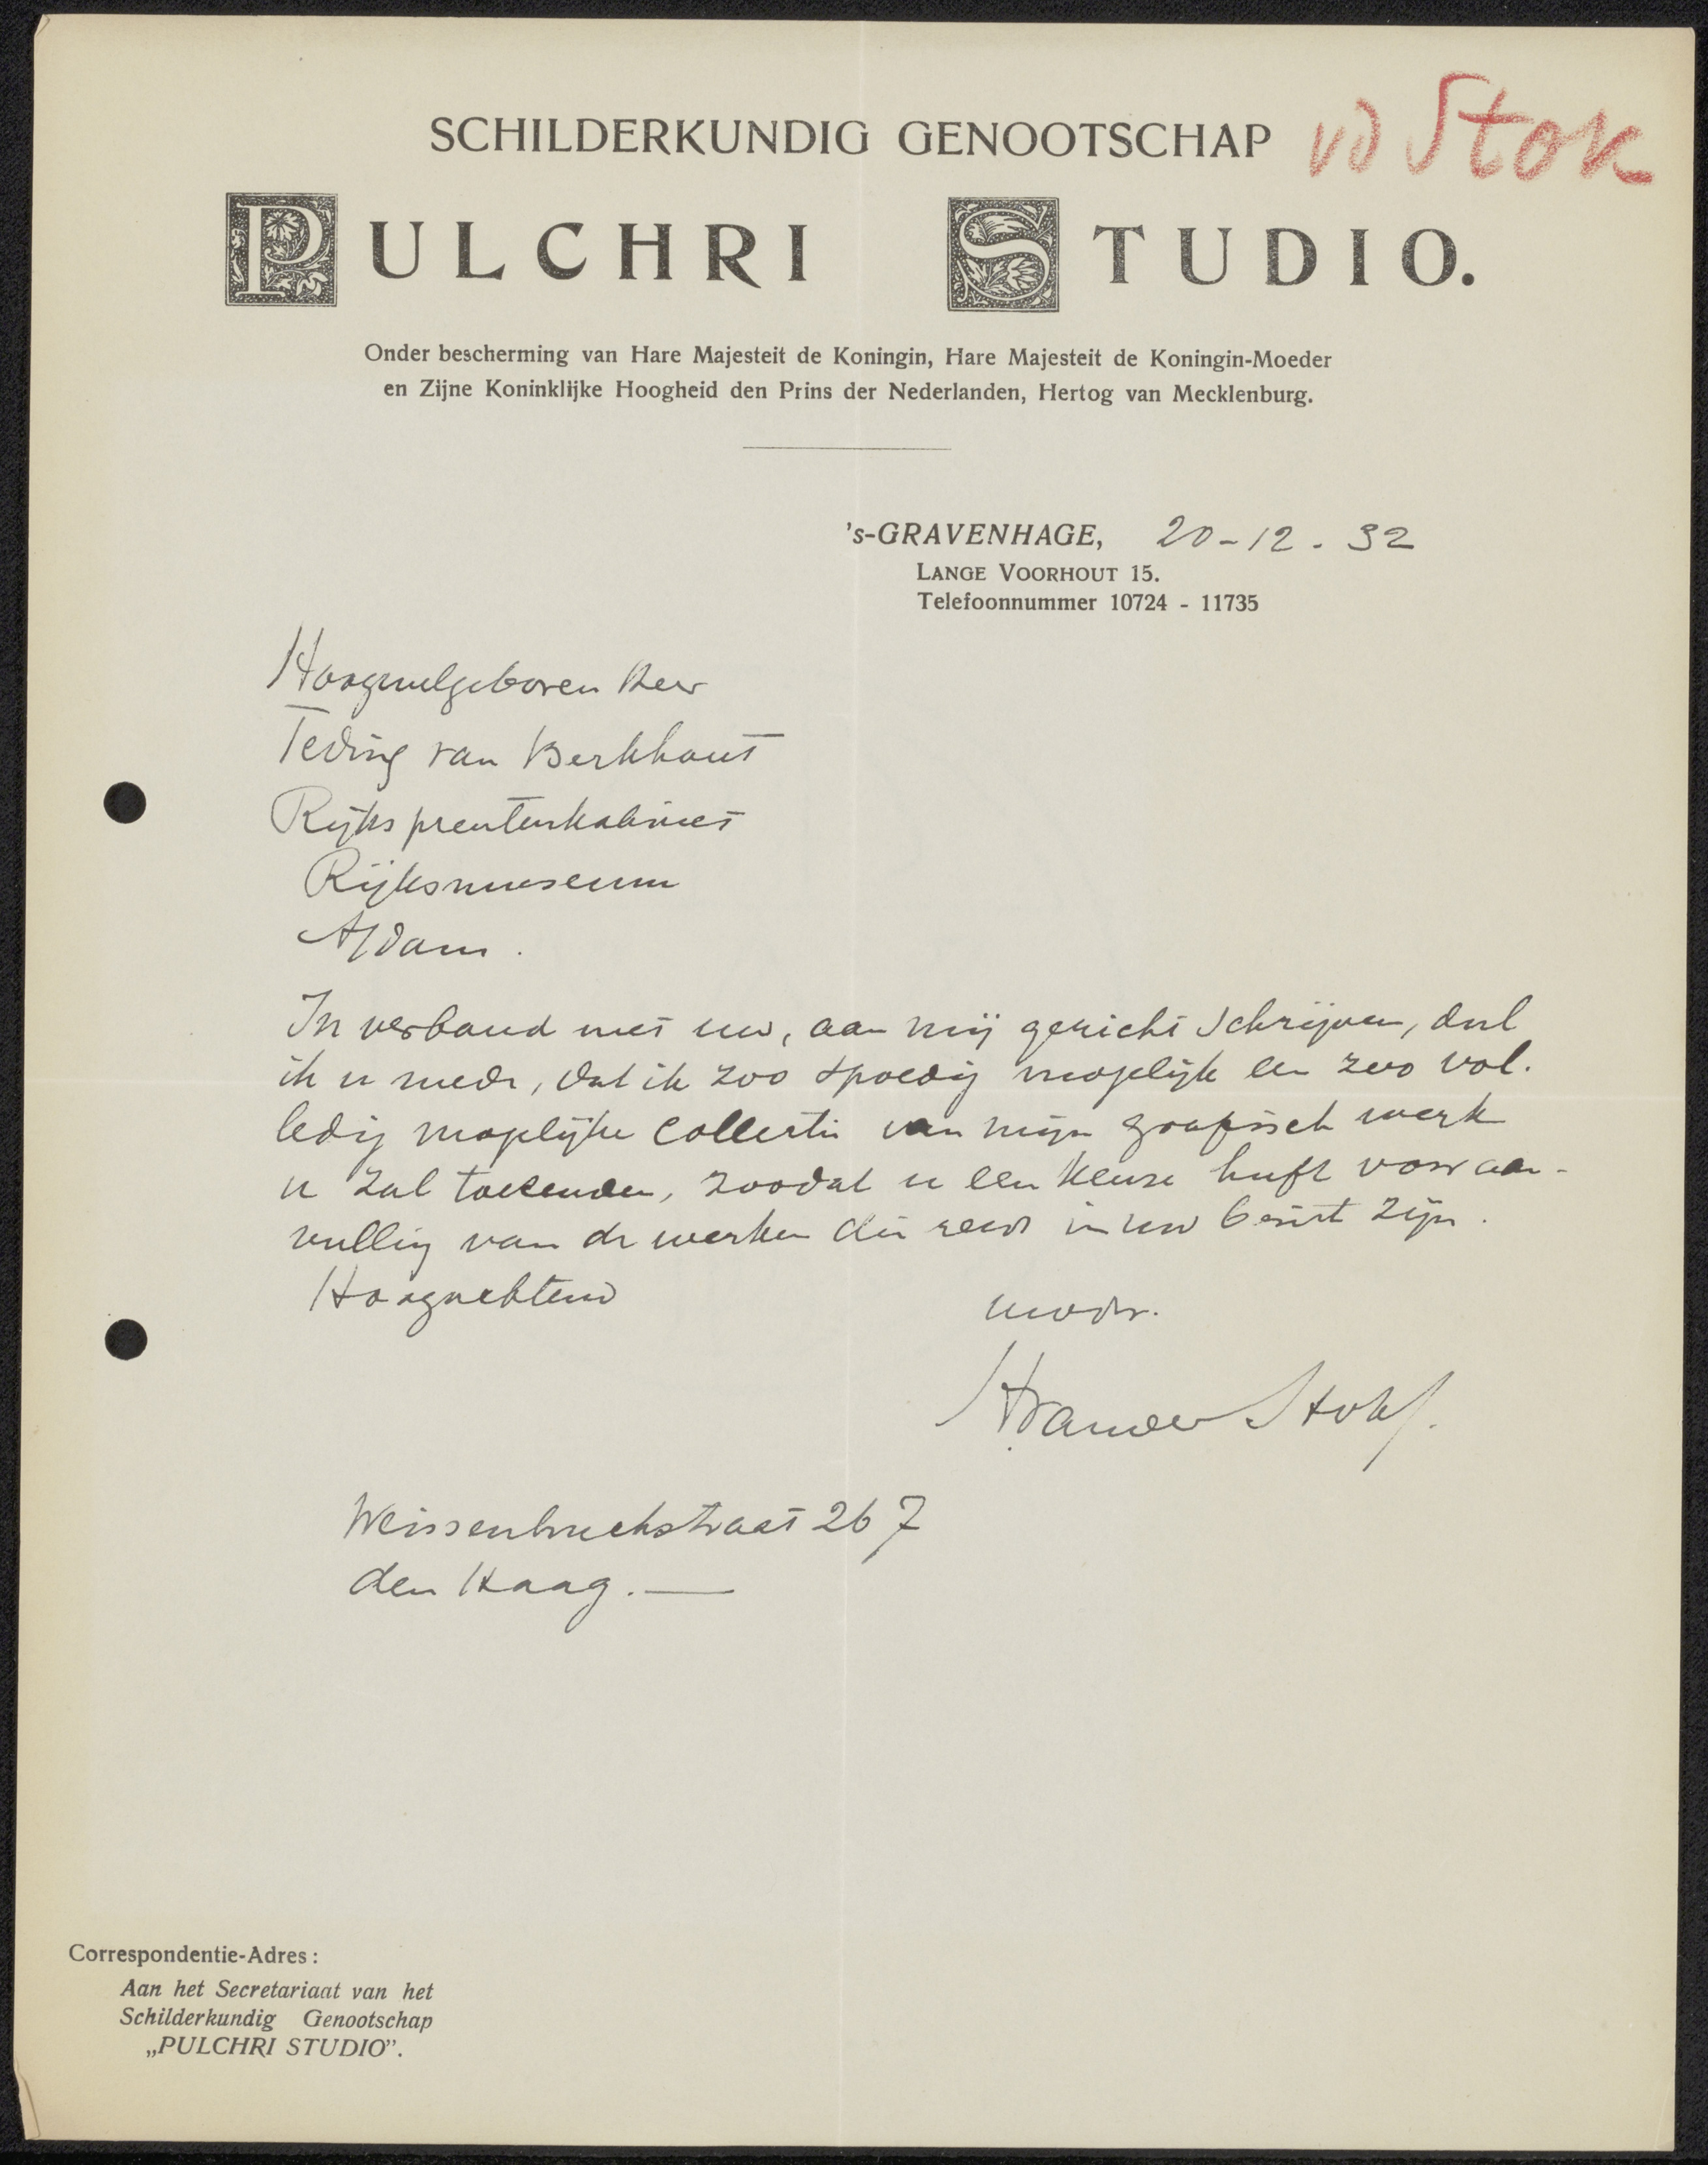 SCHILDERKUNDIG GENOOTSCHAP
vd Stok
PULCHRI STUDIO.
Onder bescherming van Hare Majesteit de Koningin, Hare Majesteit de Koningin-Moeder
en Zijne Koninklijke Hoogheid den Prins der Nederlanden, Hertog van Mecklenburg.
's-GRAVENHAGE, 20-12-32
LANGE VOORHOUT 15.
Telefoonnummer 10724 - 11735
Hoogwelgeboren Heer
Teding van Berkhout
Rijks prentenkabinet
Rijksmuseum
A/dam.
In verband met uw, aan mij gericht schrijven, deel
ik u mede, dat ik zoo spoedig mogelijk een zoo vol.
ledig mogelijke collectie van mijn grafisch werk
u zal toezenden, zoodat u een keuze heeft voor aan-
vulling van de werken die reeds in uw bezit zijn.
Hoogachtend
uwdr.
van der Stok
Weissenbruchstraat 267
den Haag.—
Correspondentie-Adres:
Aan het Secretariaat van het
Schilderkundig Genootschap
„PULCHRI STUDIO”.